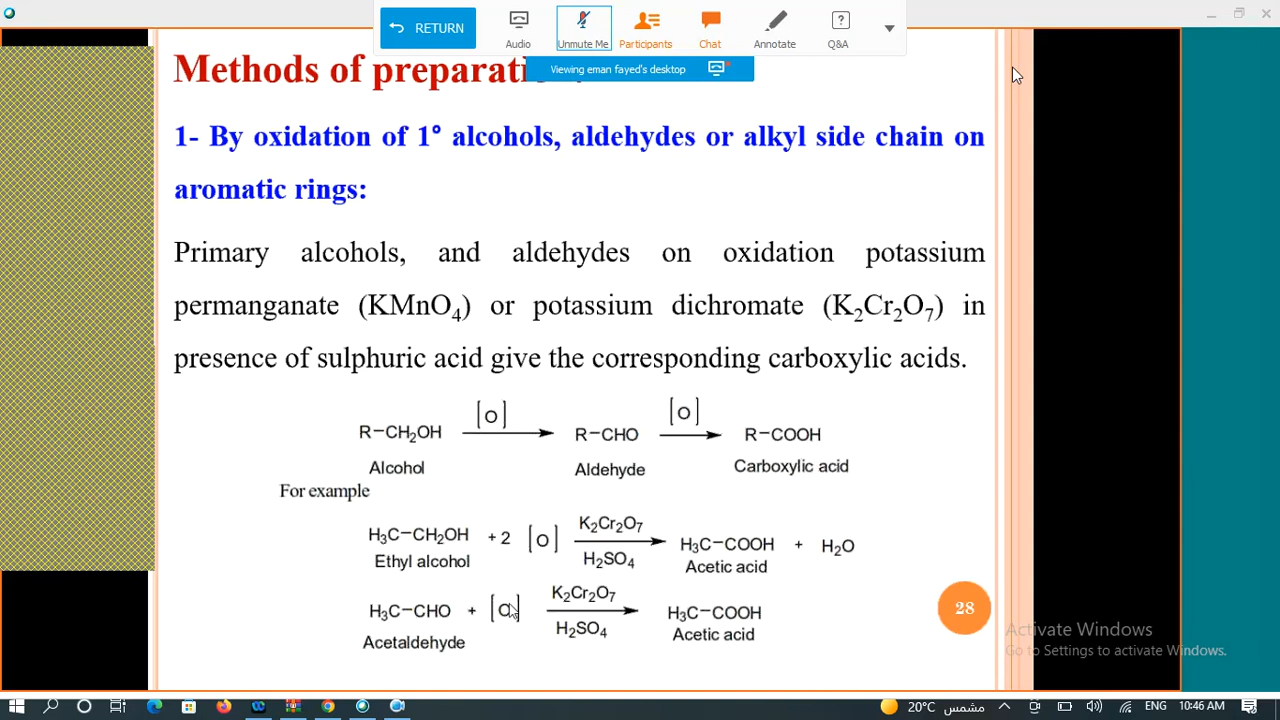 RETURN
Audio
Unmute Me
Participants
Chat
Annotate
Q&A
Viewing eman fayed's desktop
Methods of preparati
1- By oxidation of 1° alcohols, aldehydes or alkyl side chain on
aromatic rings:
Primary alcohols, and aldehydes on oxidation potassium
permanganate (KMnO₄) or potassium dichromate (K₂Cr₂O₇) in
presence of sulphuric acid give the corresponding carboxylic acids.
R–CH₂OH [O] R–CHO [O] R–COOH
Alcohol Aldehyde Carboxylic acid
For example
H₃C–CH₂OH + 2 [O] K₂Cr₂O₇ H₂SO₄ H₃C–COOH + H₂O
Ethyl alcohol Acetic acid
H₃C–CHO + [O] K₂Cr₂O₇ H₂SO₄ H₃C–COOH
Acetaldehyde Acetic acid
28
Activate Windows
Go to Settings to activate Windows.
20°C مشمس ENG 10:46 AM